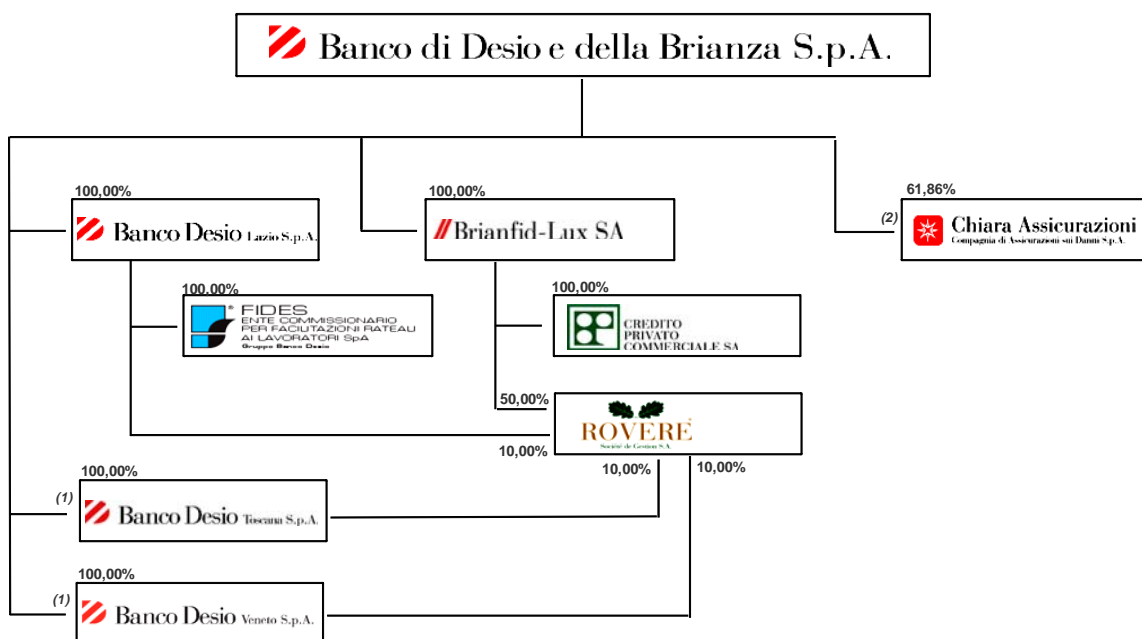 Banco di Desio e della Brianza S.p.A.
100,00%
Banco Desio Lazio S.p.A.
100,00%
Brianfid-Lux SA
61,86%
(2)
Chiara Assicurazioni
Compagnia di Assicurazioni sui Danni S.p.A.
100,00%
FIDES
ENTE COMMISSIONARIO
PER FACILITAZIONI RATEALI
AI LAVORATORI SpA
Gruppo Banco Desio
100,00%
CREDITO
PRIVATO
COMMERCIALE SA
50,00%
ROVERE
Société de Gestion S.A.
10,00%
10,00%
10,00%
100,00%
(1)
Banco Desio Toscana S.p.A.
100,00%
(1)
Banco Desio Veneto S.p.A.